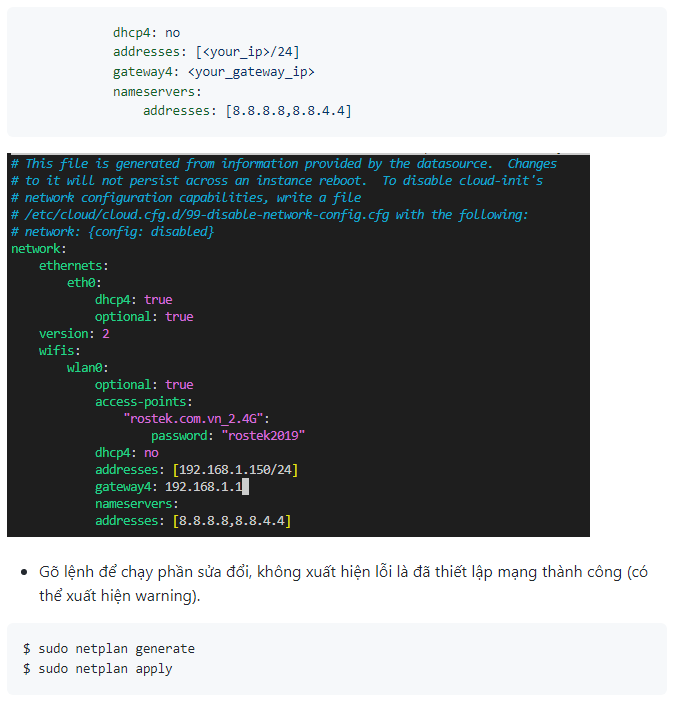 dhcp4: no
addresses: [<your_ip>/24]
gateway4: <your_gateway_ip>
nameservers:
addresses: [8.8.8.8,8.8.4.4]
# This file is generated from information provided by the datasource.  Changes
# to it will not persist across an instance reboot.  To disable cloud-init's
# network configuration capabilities, write a file
# /etc/cloud/cloud.cfg.d/99-disable-network-config.cfg with the following:
# network: {config: disabled}
network:
ethernets:
eth0:
dhcp4: true
optional: true
version: 2
wifis:
wlan0:
optional: true
access-points:
"rostek.com.vn_2.4G":
password: "rostek2019"
dhcp4: no
addresses: [192.168.1.150/24]
gateway4: 192.168.1.1
nameservers:
addresses: [8.8.8.8,8.8.4.4]
• Gõ lệnh để chạy phần sửa đổi, không xuất hiện lỗi là đã thiết lập mạng thành công (có
thể xuất hiện warning).
$ sudo netplan generate
$ sudo netplan apply